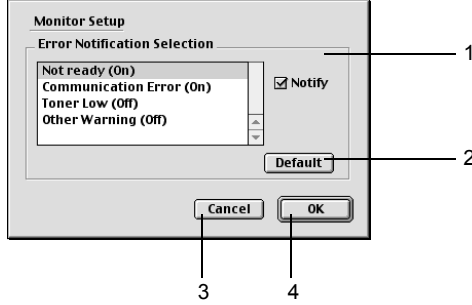 Monitor Setup
Error Notification Selection
1
Not ready (On)
Communication Error (On)
Toner Low (Off)
Other Warning (Off)
Notify
Default
2
Cancel
OK
3
4